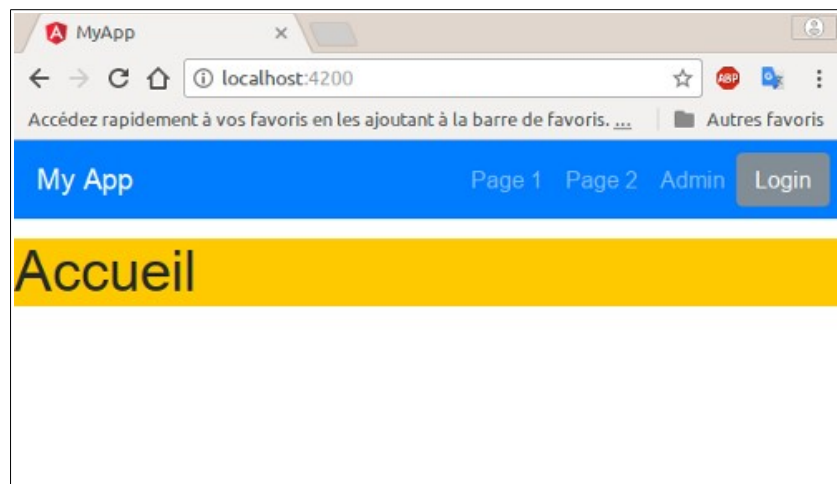 MyApp
localhost:4200
ABP
Accédez rapidement à vos favoris en les ajoutant à la barre de favoris. ...
Autres favoris
My App
Page 1
Page 2
Admin
Login
Accueil